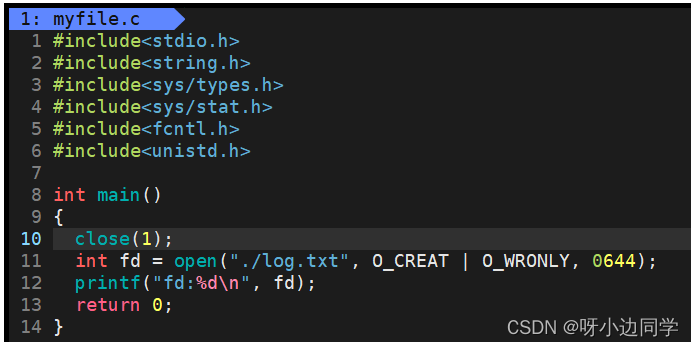 1: myfile.c
1 #include<stdio.h>
2 #include<string.h>
3 #include<sys/types.h>
4 #include<sys/stat.h>
5 #include<fcntl.h>
6 #include<unistd.h>
7
8 int main()
9 {
10   close(1);
11   int fd = open("./log.txt", O_CREAT | O_WRONLY, 0644);
12   printf("fd:%d\n", fd);
13   return 0;
14 }
CSDN @呀小边同学